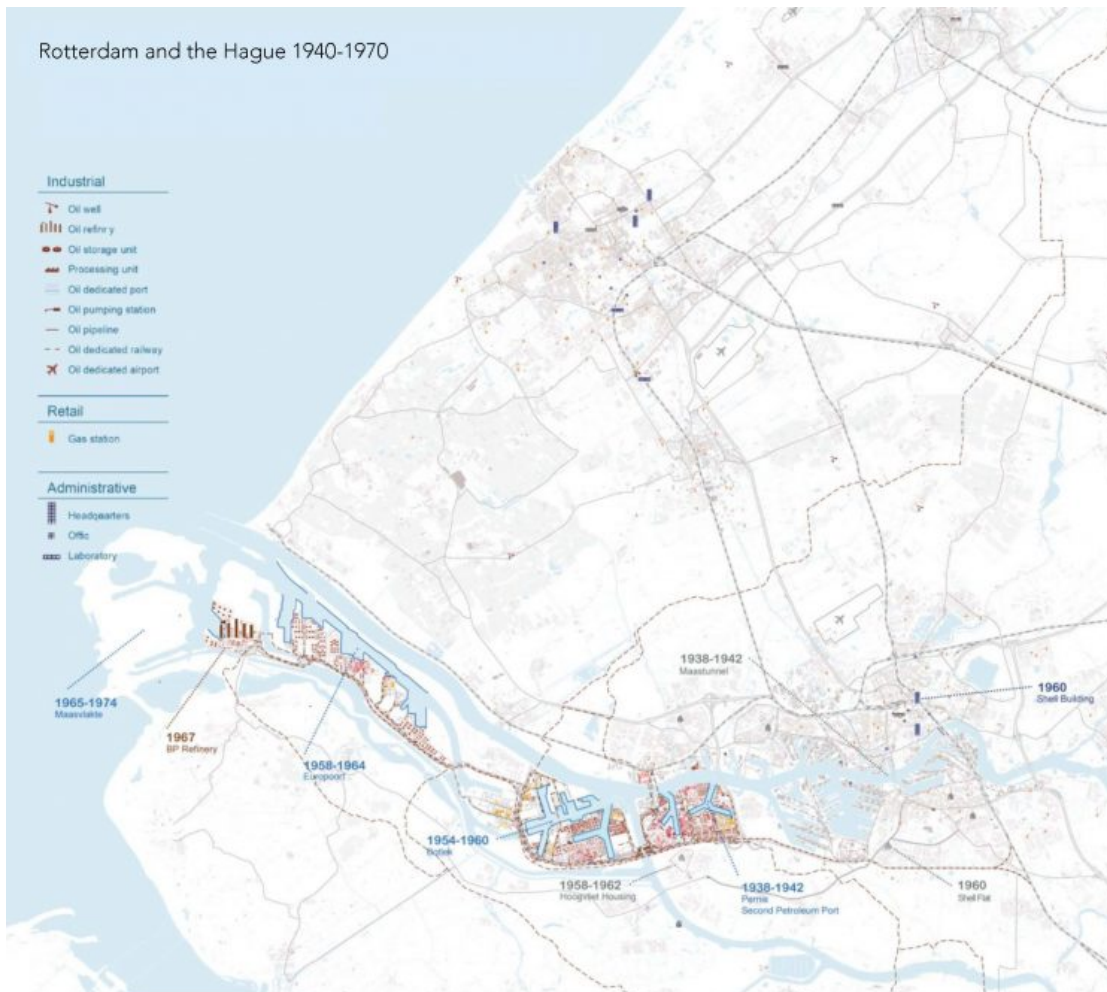 Rotterdam and the Hague 1940-1970
Industrial
Oil well
Oil refinr y
Oil storage unit
Processing unit
Oil dedicated port
Oil pumping station
Oil pipeline
Oil dedicated railway
Oil dedicated airport
Retail
Gas station
Administrative
Headquarters
Offic
Laboratory
1938-1942
Maastunnel
1960
Shell Building
1965-1974
Maasvlakte
1967
BP Refinery
1958-1964
Europoort
1954-1960
Botlek
1958-1962
Hoogvliet Housing
1938-1942
Pernis
Second Petroleum Port
1960
Shell Flat